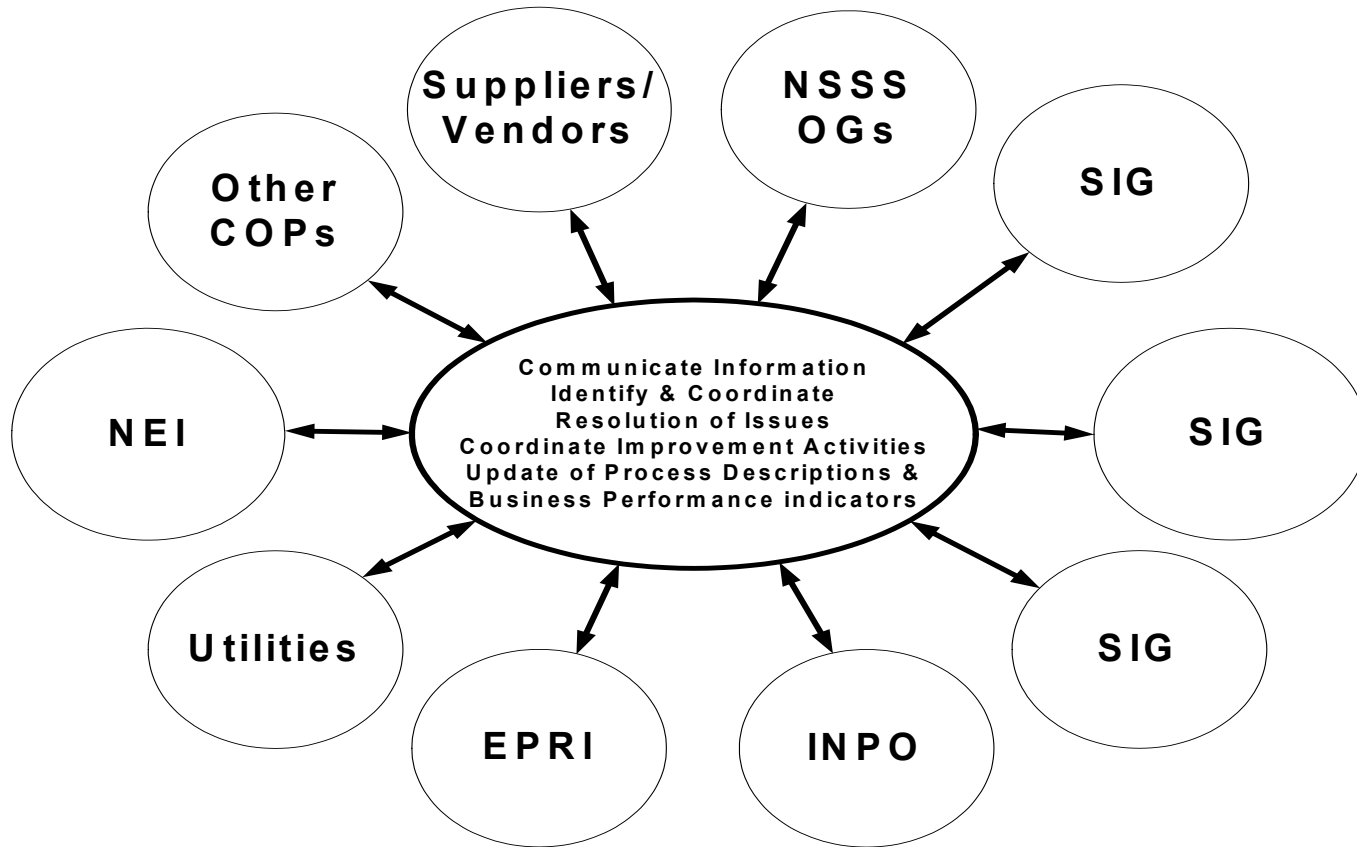 Suppliers/
Vendors
NSSS
OGs
Other
COPs
SIG
NEI
Communicate Information
Identify & Coordinate
Resolution of Issues
Coordinate Improvement Activities
Update of Process Descriptions &
Business Performance indicators
SIG
Utilities
SIG
EPRI
INPO